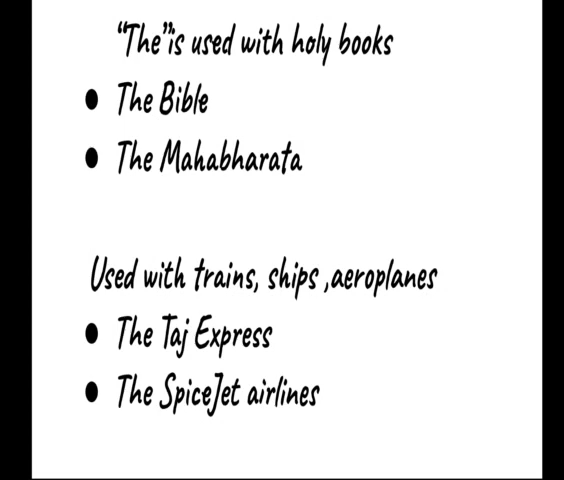 “The”is used with holy books
● The Bible
● The Mahabharata
Used with trains, ships ,aeroplanes
● The Taj Express
● The SpiceJet airlines